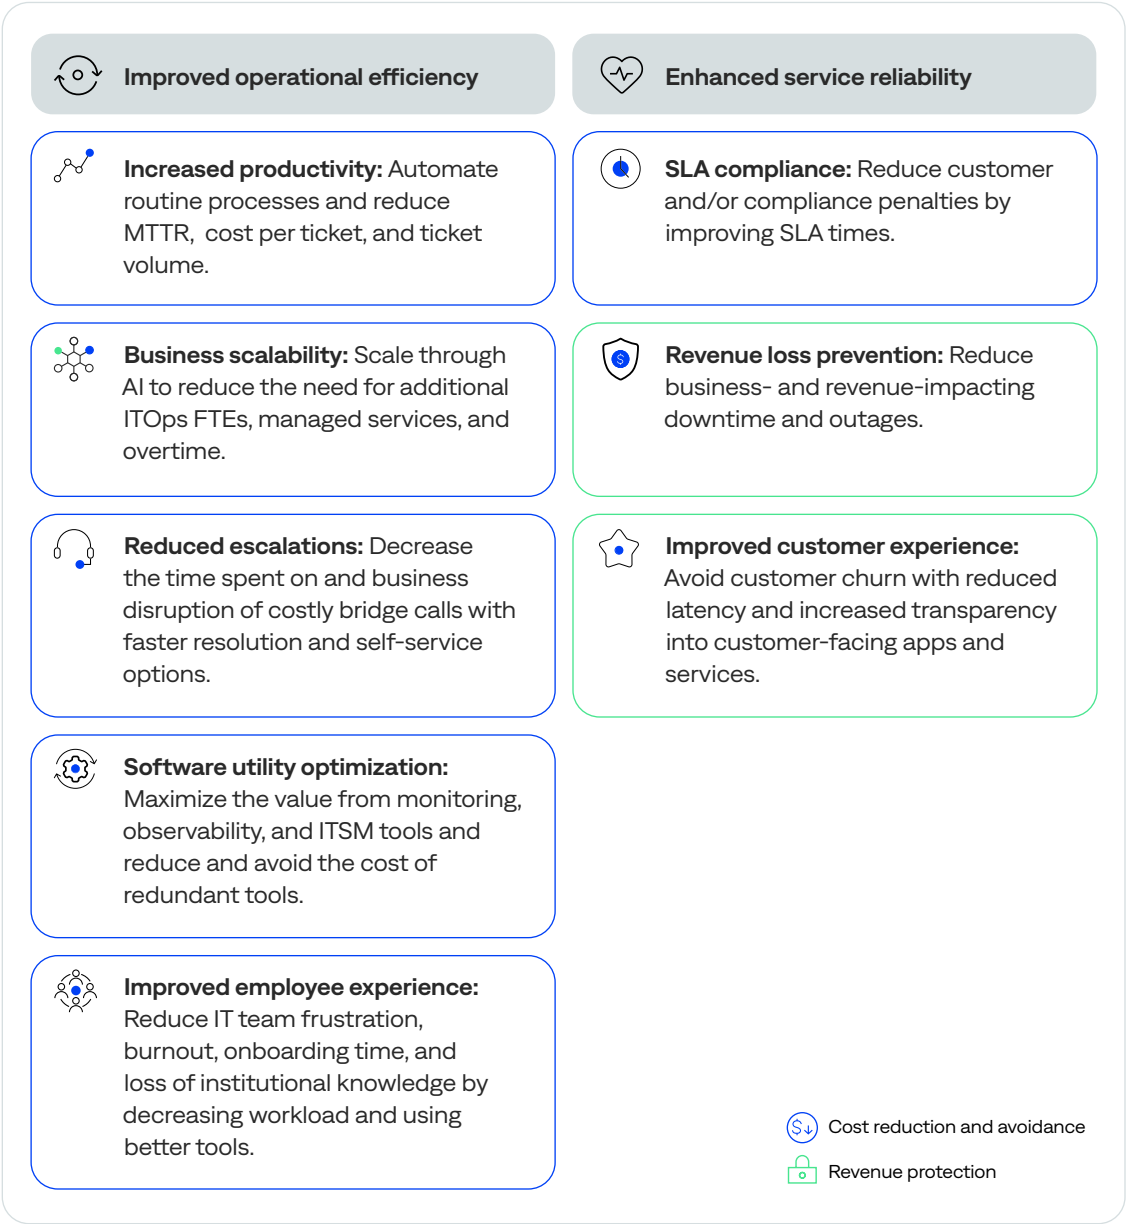 Improved operational efficiency
Increased productivity: Automate
routine processes and reduce
MTTR, cost per ticket, and ticket
volume.
Business scalability: Scale through
AI to reduce the need for additional
ITOps FTEs, managed services, and
overtime.
Reduced escalations: Decrease
the time spent on and business
disruption of costly bridge calls with
faster resolution and self-service
options.
Software utility optimization:
Maximize the value from monitoring,
observability, and ITSM tools and
reduce and avoid the cost of
redundant tools.
Improved employee experience:
Reduce IT team frustration,
burnout, onboarding time, and
loss of institutional knowledge by
decreasing workload and using
better tools.
Enhanced service reliability
SLA compliance: Reduce customer
and/or compliance penalties by
improving SLA times.
$
Revenue loss prevention: Reduce
business- and revenue-impacting
downtime and outages.
Improved customer experience:
Avoid customer churn with reduced
latency and increased transparency
into customer-facing apps and
services.
$ Cost reduction and avoidance
Revenue protection